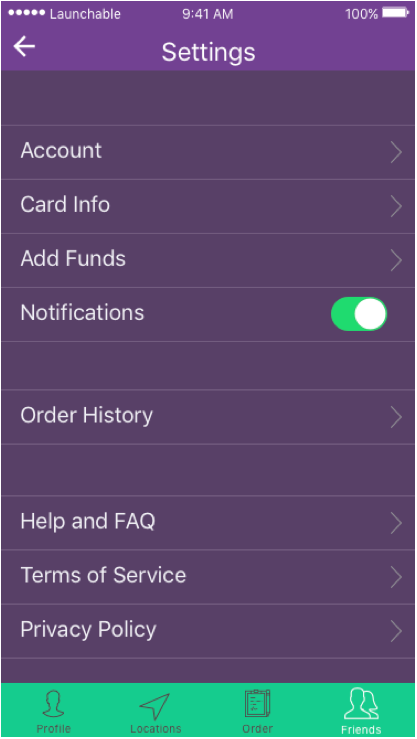 Launchable 9:41 AM 100%
Settings
Account
Card Info
Add Funds
Notifications
Order History
Help and FAQ
Terms of Service
Privacy Policy
Profile Locations Order Friends